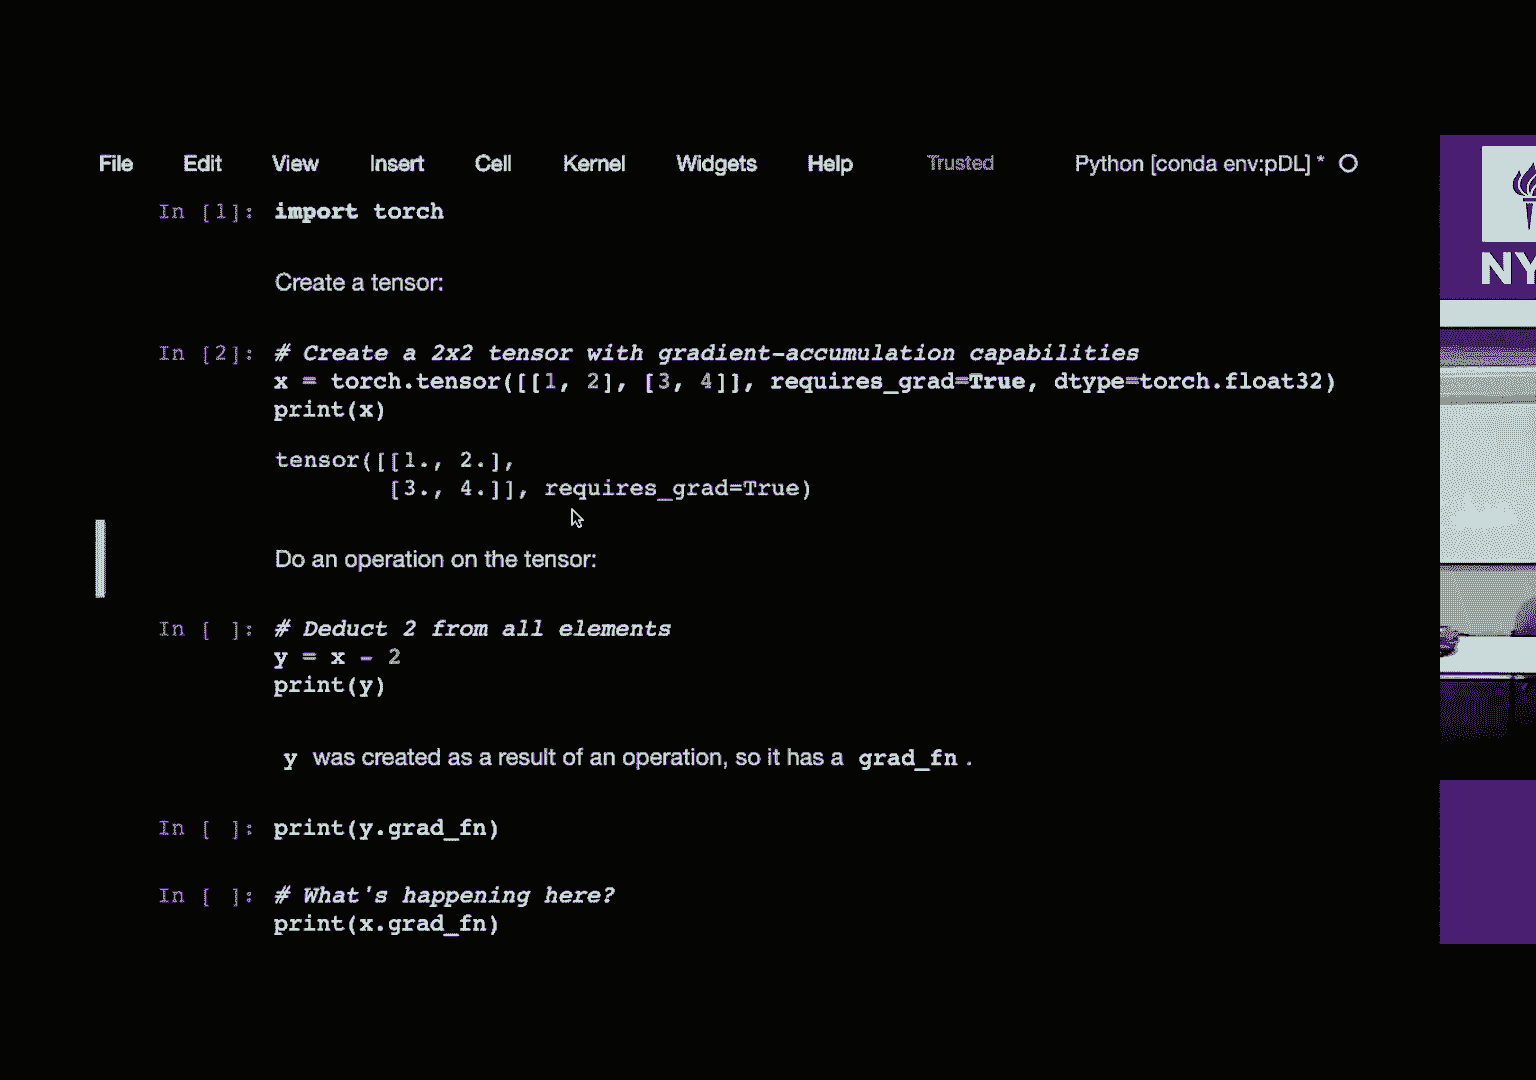 File Edit View Insert Cell Kernel Widgets Help Trusted Python [conda env:pDL] *
In [1]: import torch
Create a tensor:
In [2]: # Create a 2x2 tensor with gradient-accumulation capabilities
x = torch.tensor([[1, 2], [3, 4]], requires_grad=True, dtype=torch.float32)
print(x)
tensor([[1., 2.],
[3., 4.]], requires_grad=True)
Do an operation on the tensor:
In [ ]: # Deduct 2 from all elements
y = x - 2
print(y)
y was created as a result of an operation, so it has a grad_fn.
In [ ]: print(y.grad_fn)
In [ ]: # What's happening here?
print(x.grad_fn)
NY